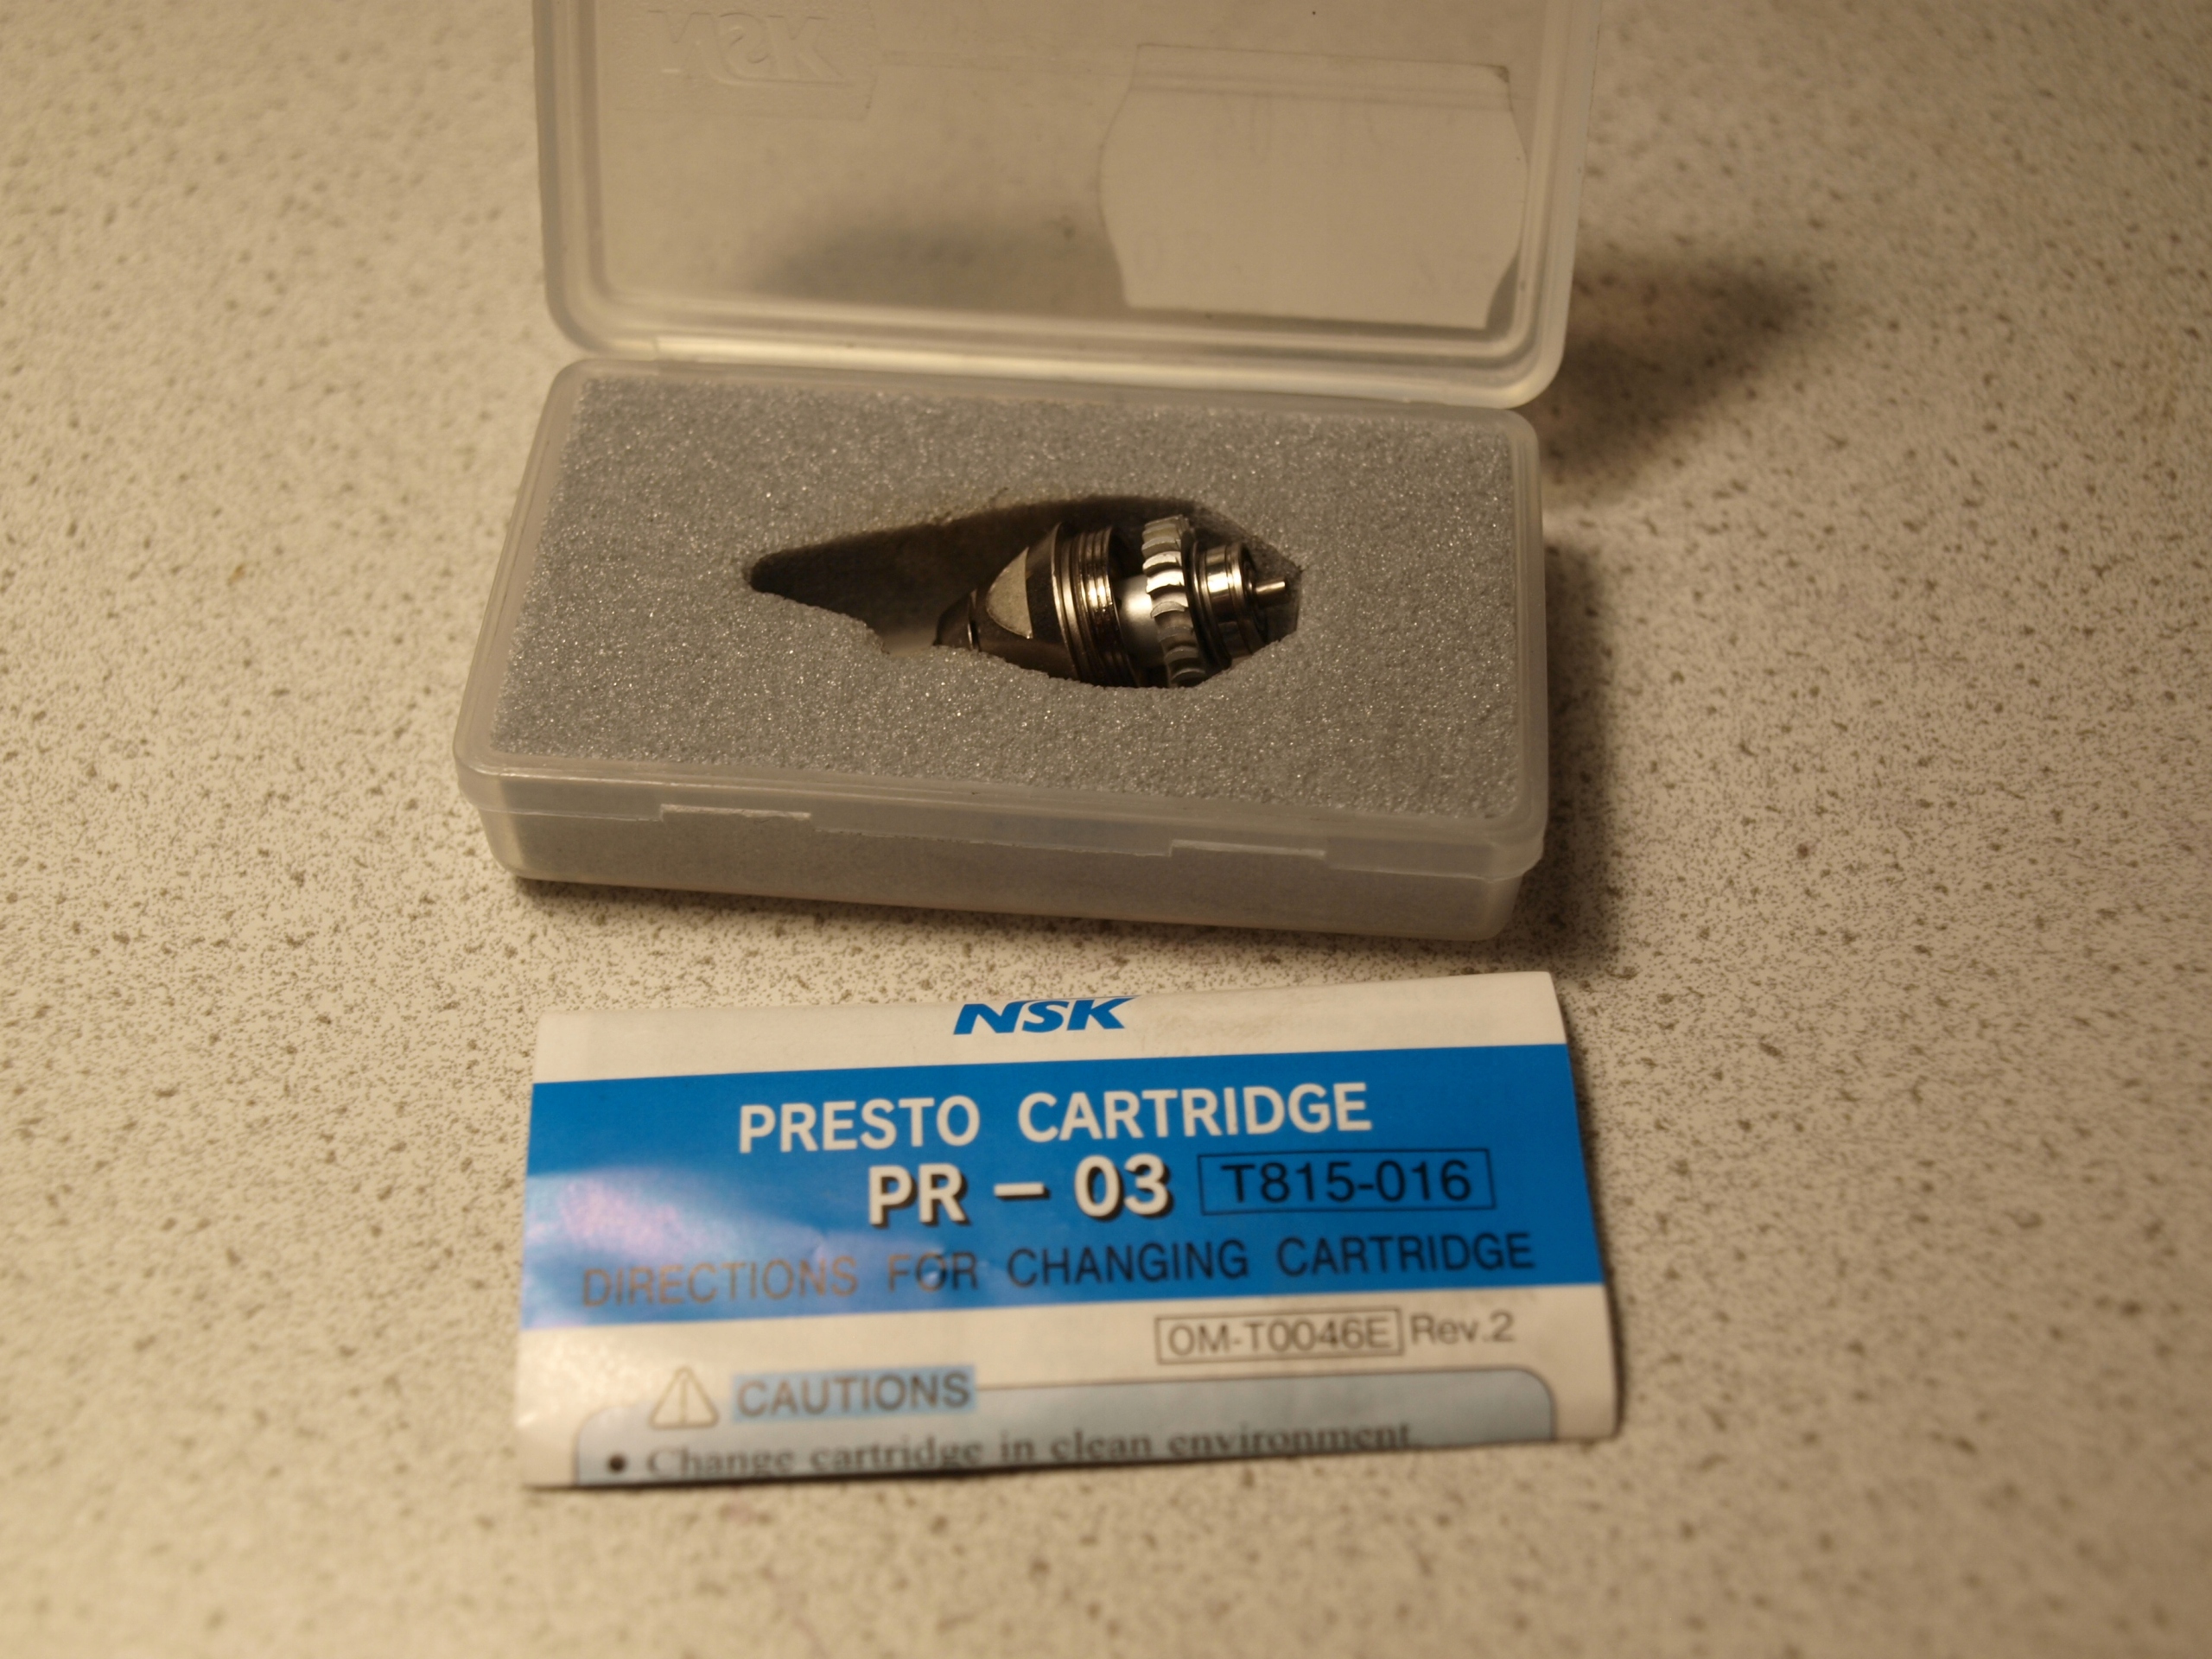 NSK
NSK
PRESTO CARTRIDGE
PR – 03 T815-016
DIRECTIONS FOR CHANGING CARTRIDGE
OM-T0046E Rev.2
CAUTIONS
• Change cartridge in clean environment.